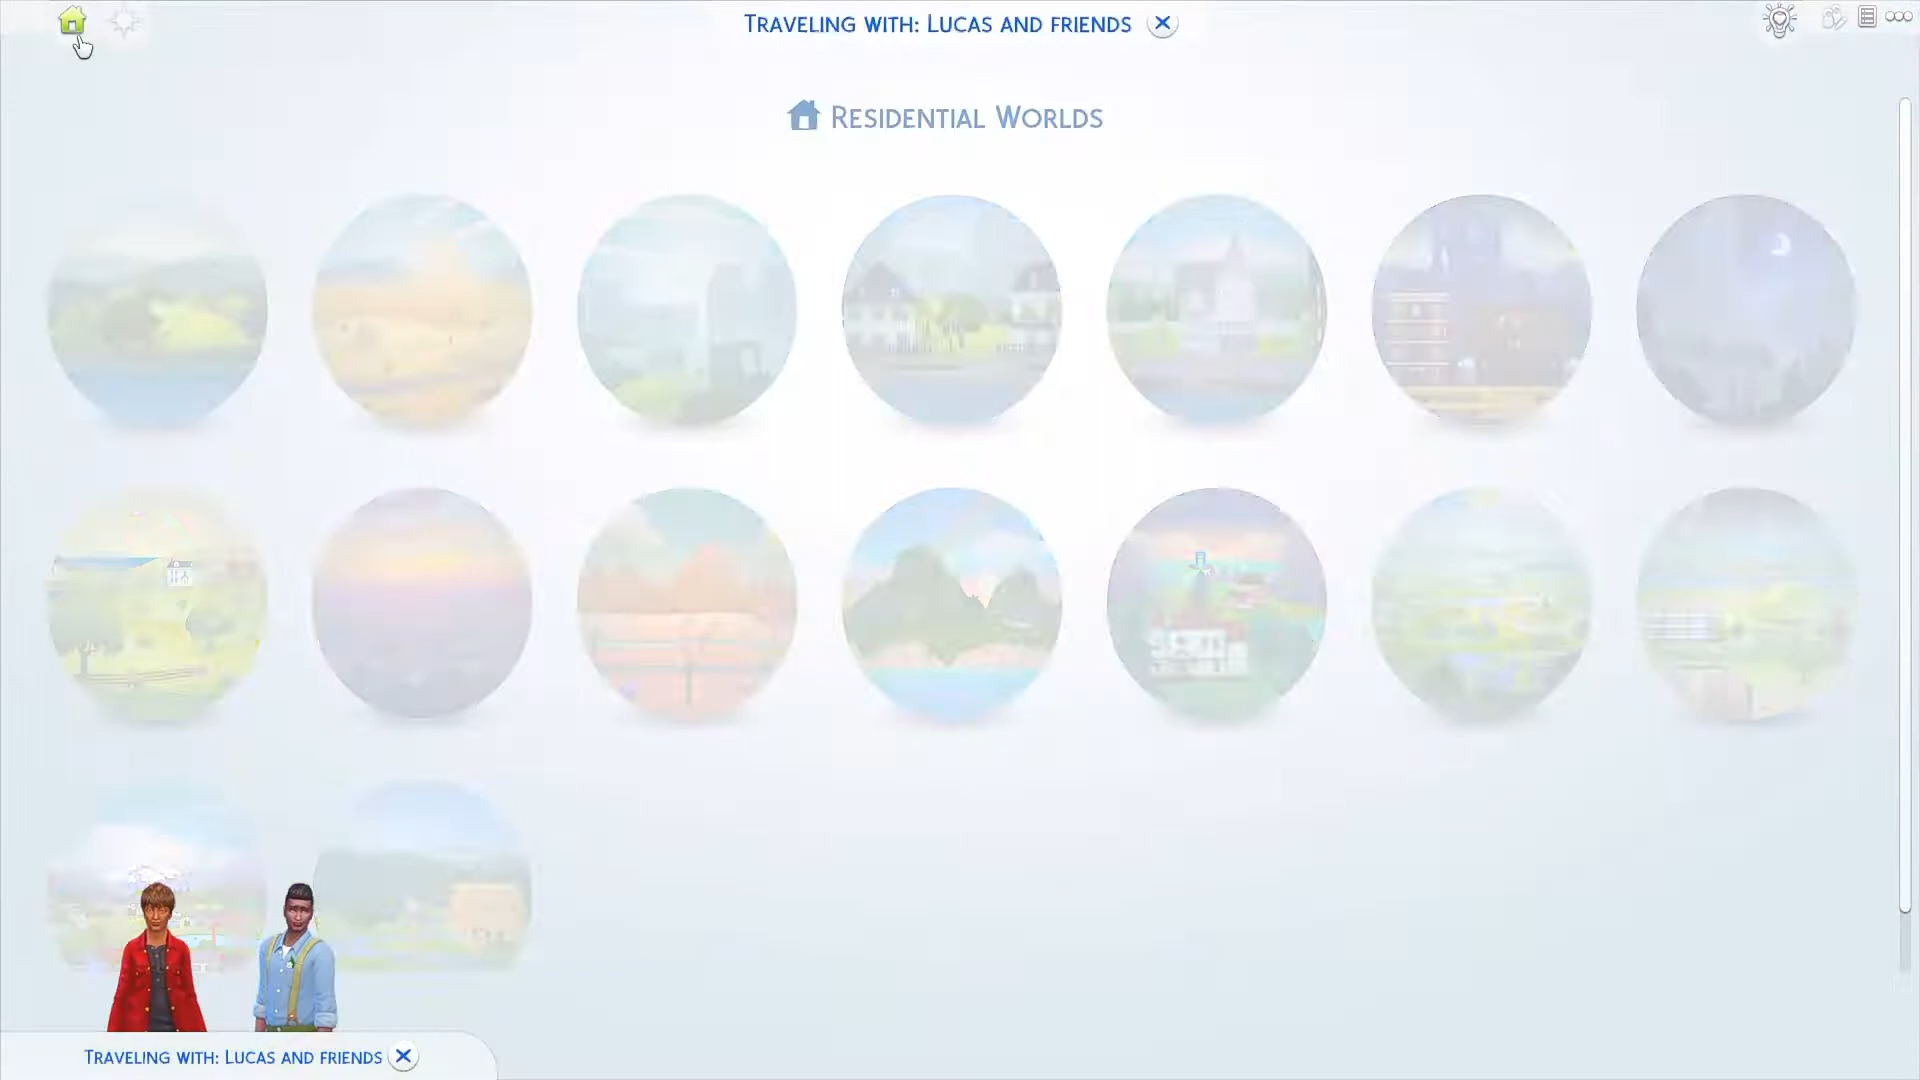 Traveling with: Lucas and friends
Residential Worlds
Traveling with: Lucas and friends